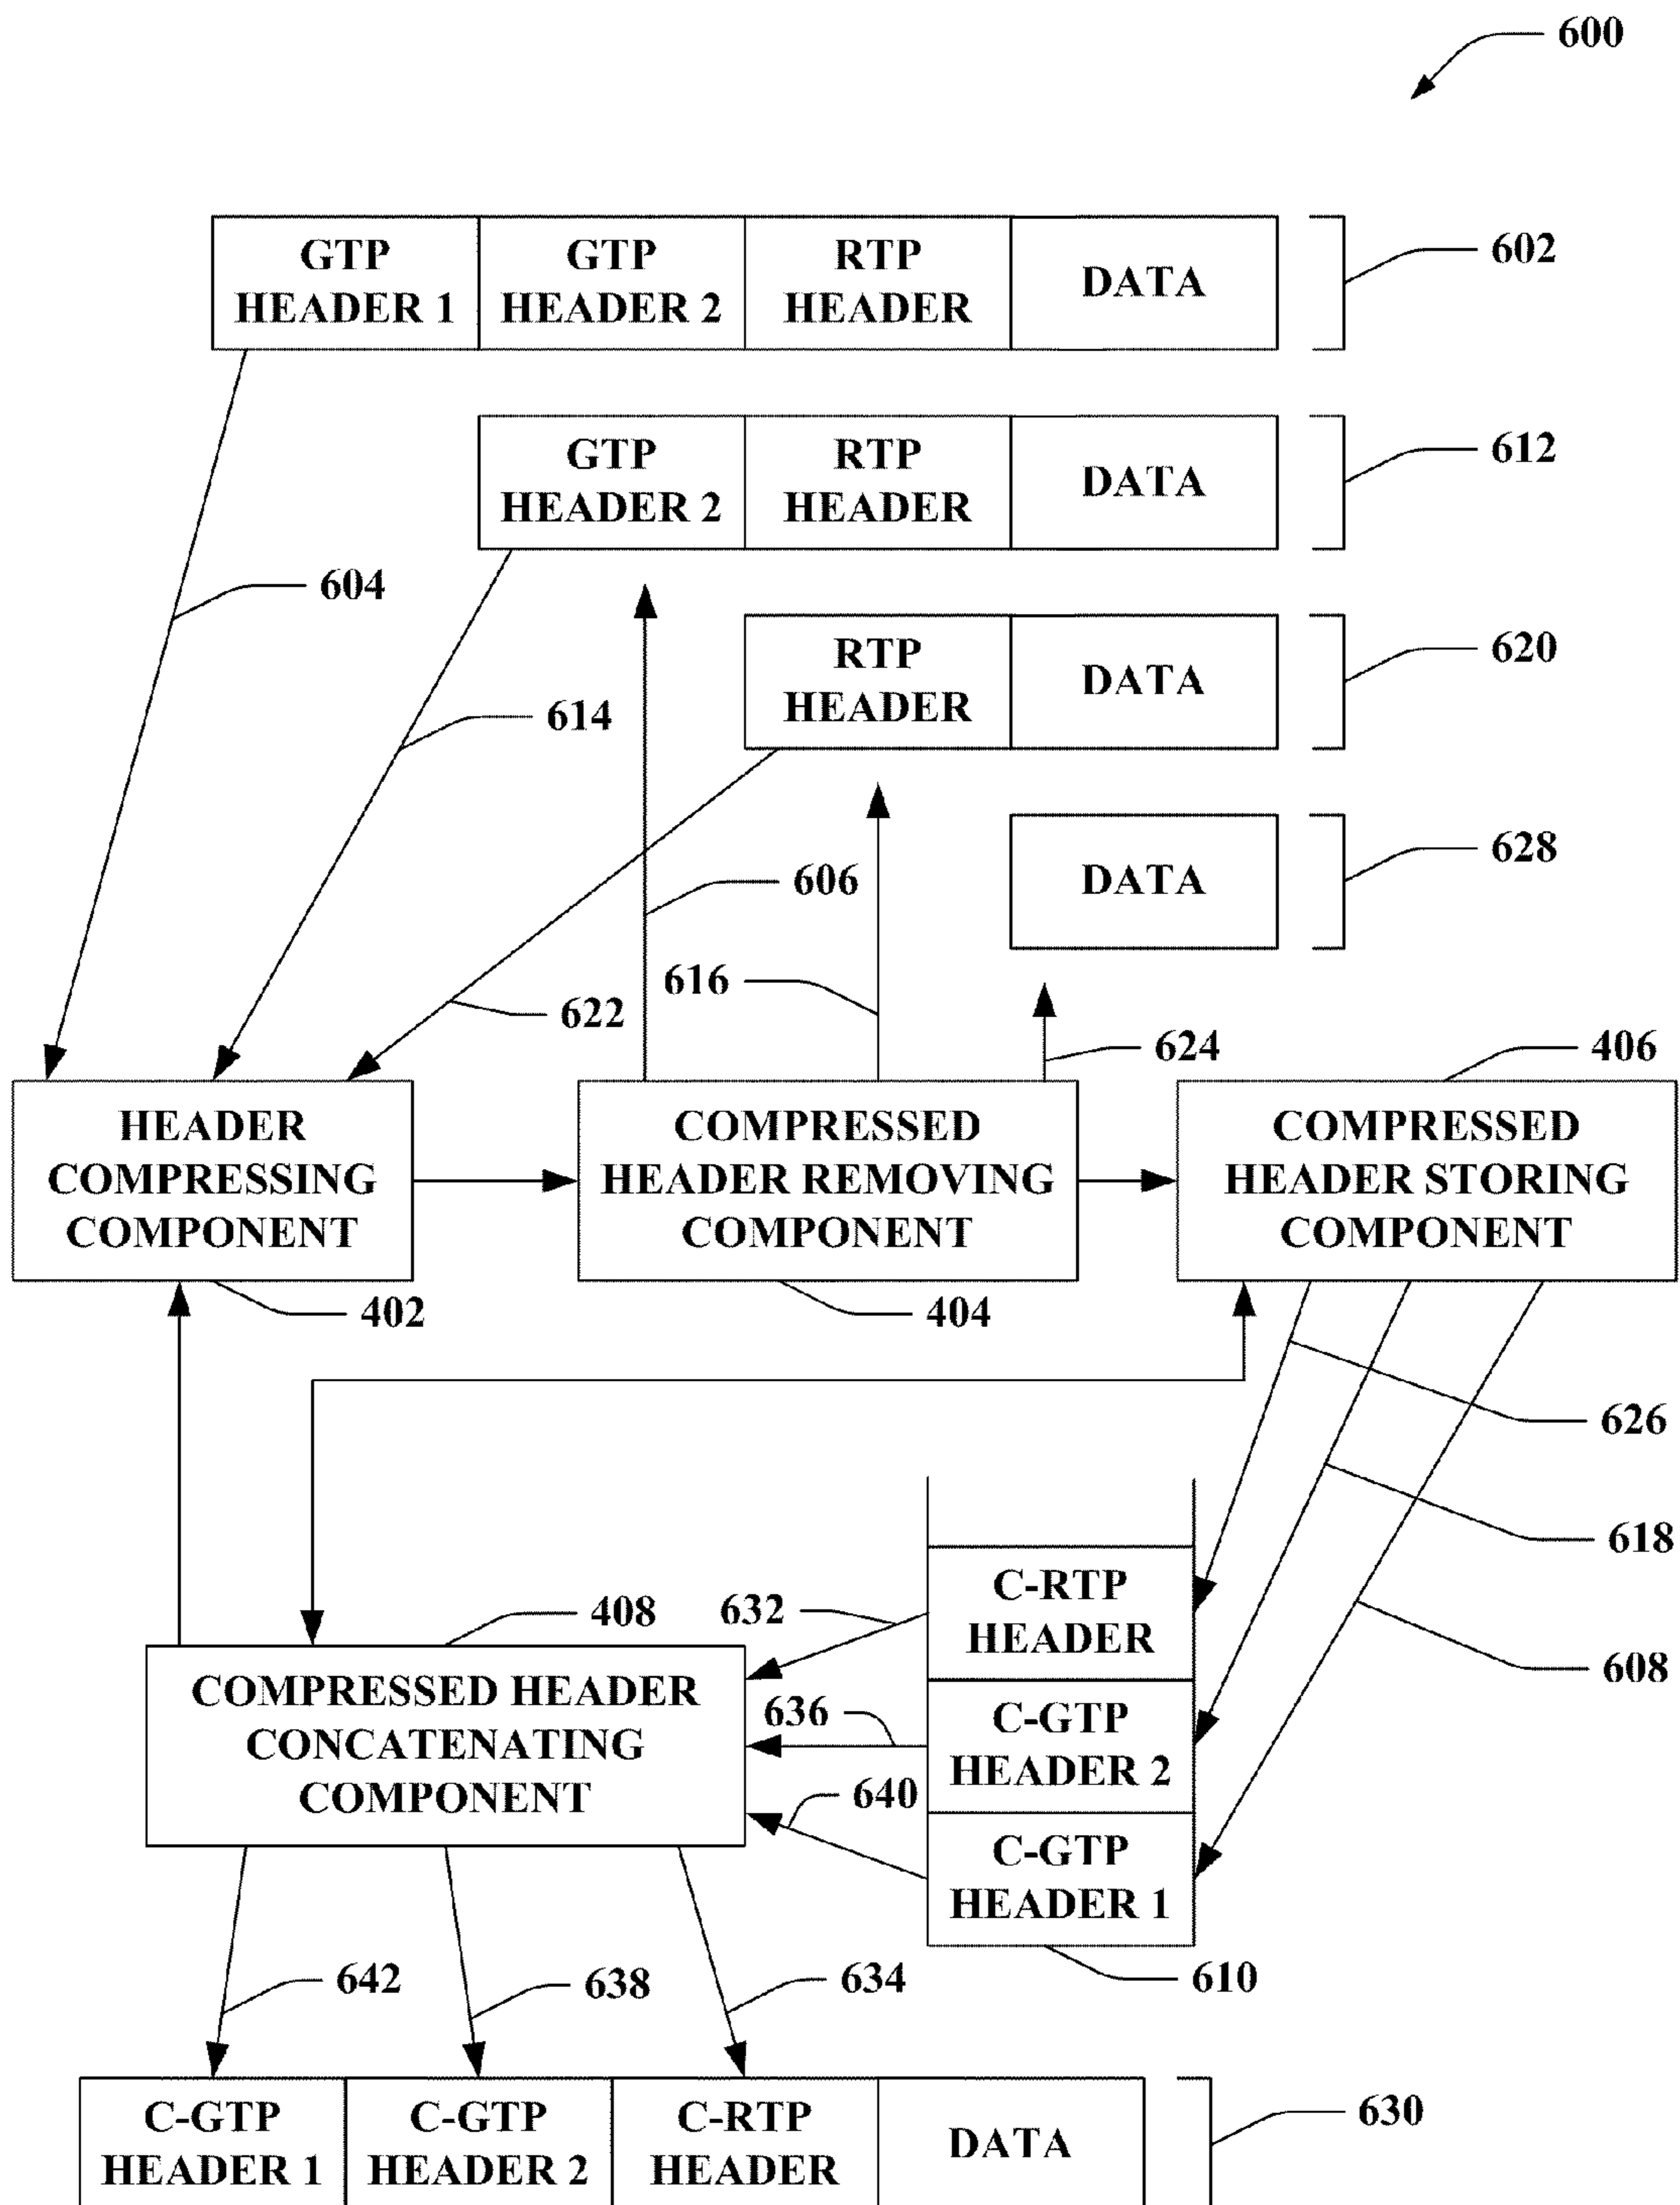 600
GTP
HEADER 1
GTP
HEADER 2
RTP
HEADER
DATA
602
GTP
HEADER 2
RTP
HEADER
DATA
612
604
RTP
HEADER
DATA
620
614
DATA
628
606
616
622
624
406
HEADER
COMPRESSING
COMPONENT
COMPRESSED
HEADER REMOVING
COMPONENT
COMPRESSED
HEADER STORING
COMPONENT
402
404
626
618
C-RTP
HEADER
408
632
608
COMPRESSED HEADER
CONCATENATING
COMPONENT
636
C-GTP
HEADER 2
640
C-GTP
HEADER 1
642
638
634
610
C-GTP
HEADER 1
C-GTP
HEADER 2
C-RTP
HEADER
DATA
630